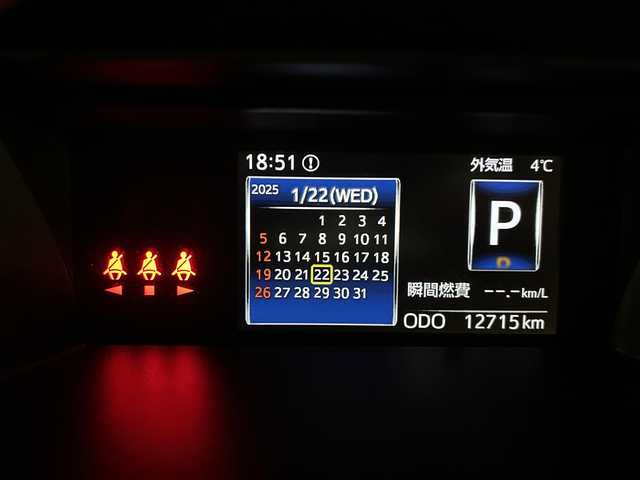 18:51
外気温 4℃
2025 1/22(WED)
1 2 3 4
5 6 7 8 9 10 11
12 13 14 15 16 17 18
19 20 21 22 23 24 25
26 27 28 29 30 31
P
D
瞬間燃費 --.-km/L
ODO 12715km